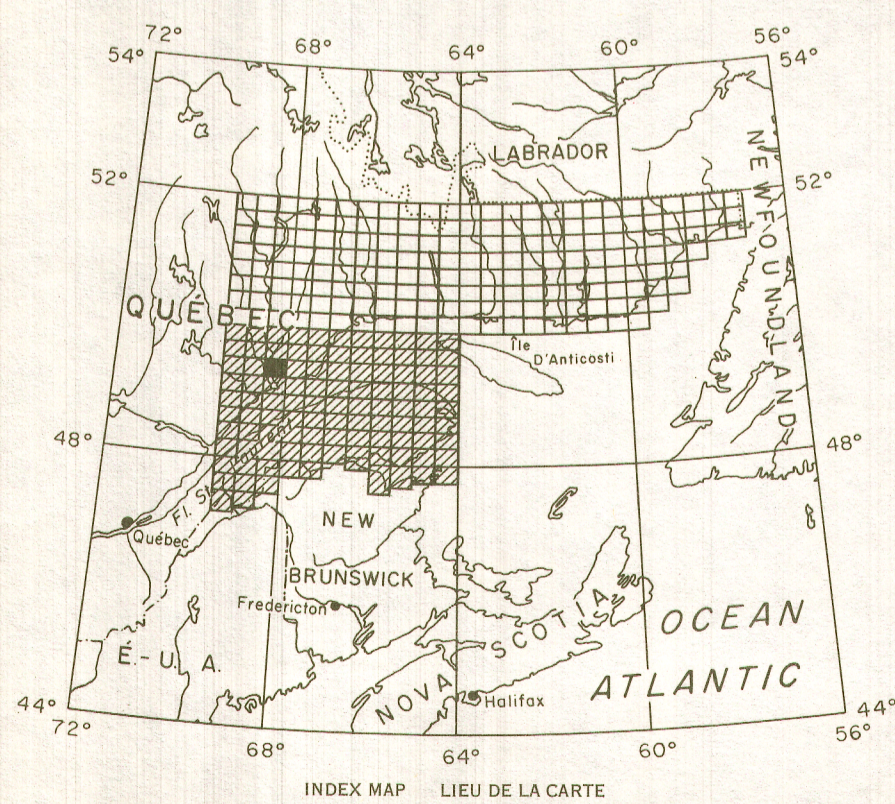 72° 68° 64° 60° 56°
54° 54°
LABRADOR
52° 52°
NEWFOUNDLAND
QUÉBEC
Île
D'Anticosti
48° 48°
Fl. St. Laurent
Québec
NEW
BRUNSWICK
Fredericton
É.-U. A.
NOVA SCOTIA
Halifax
OCEAN
ATLANTIC
44° 44°
72° 68° 64° 60° 56°
INDEX MAP LIEU DE LA CARTE